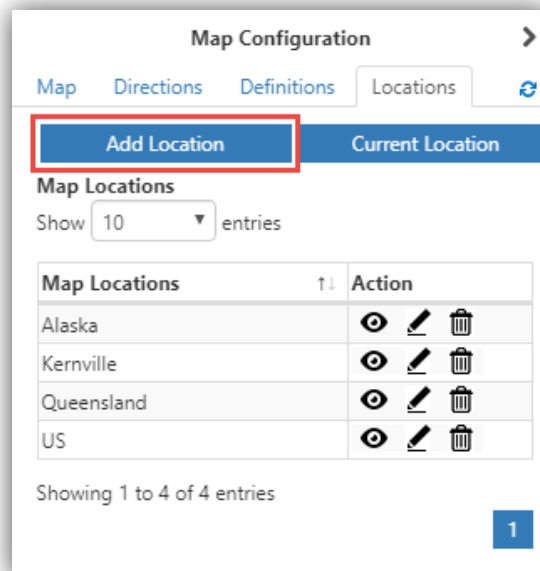 Map Configuration
Map Directions Definitions Locations
Add Location Current Location
Map Locations
Show 10 entries
Map Locations Action
Alaska
Kernville
Queensland
US
Showing 1 to 4 of 4 entries
1